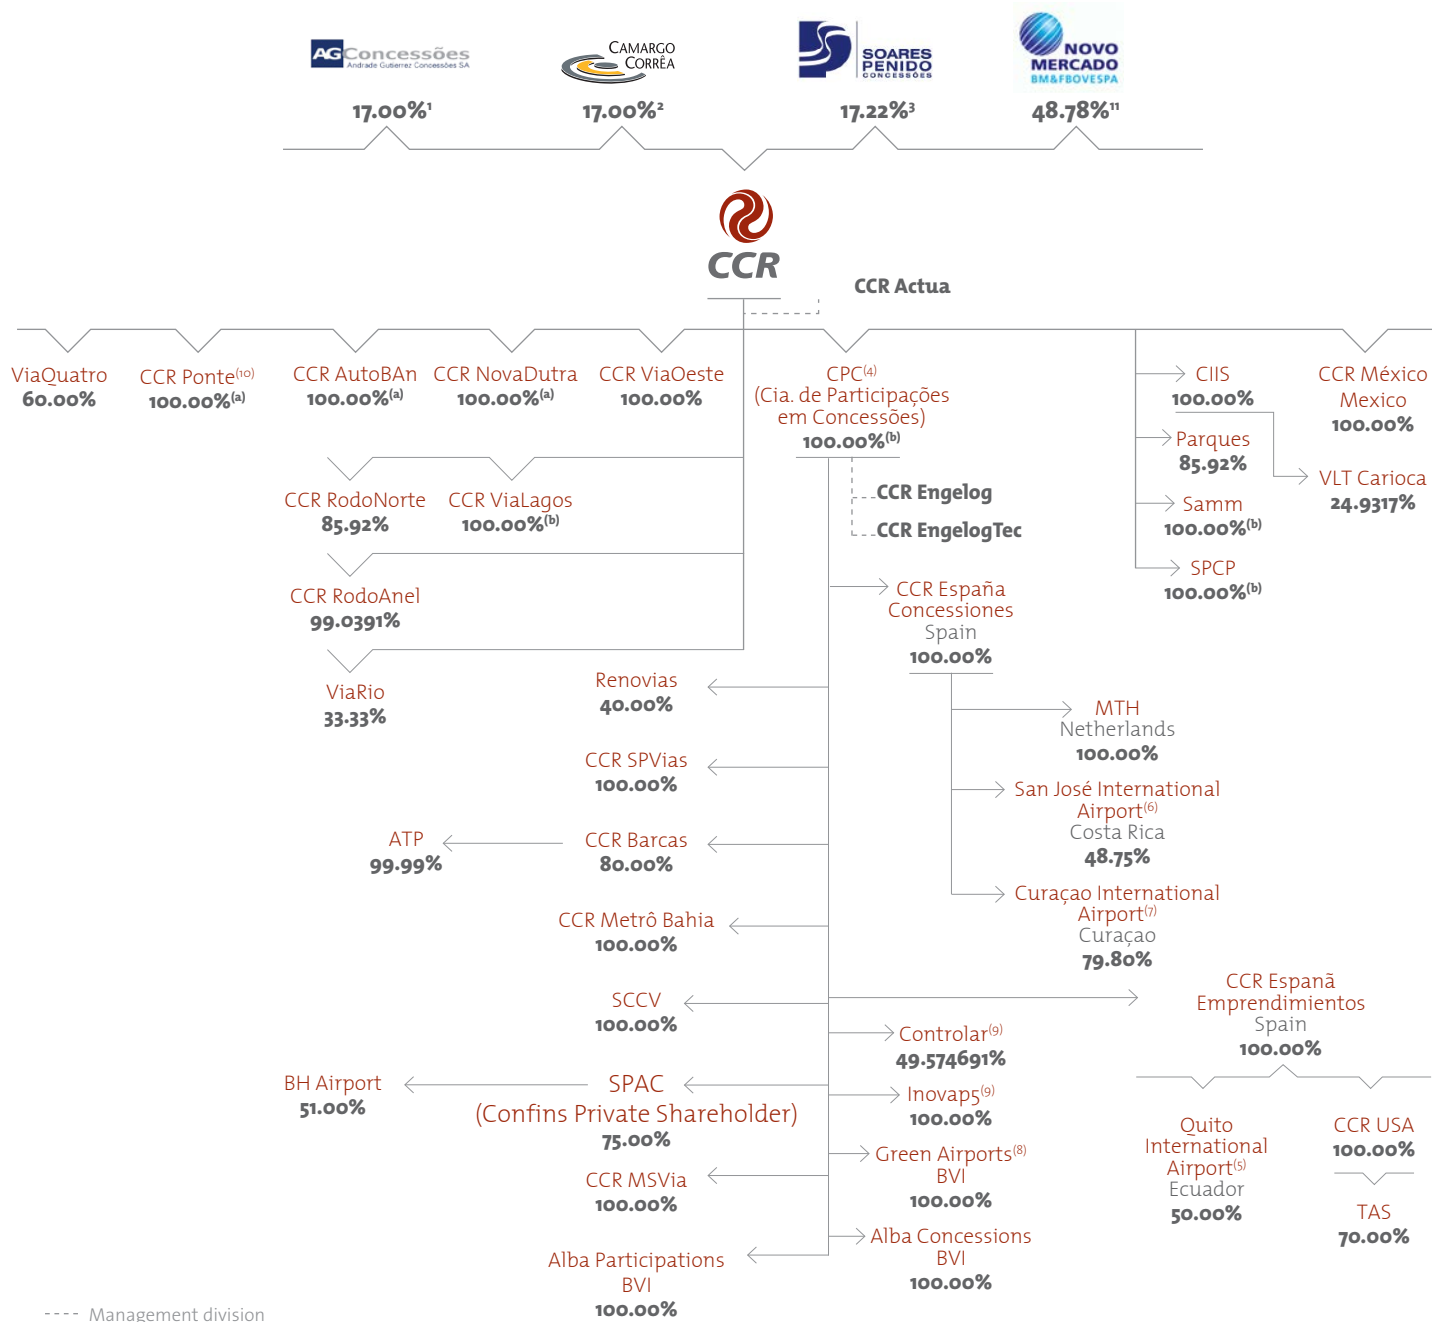 AGConcessões
Andrade Gutierrez Concessões SA
CAMARGO
CORRÊA
SOARES
PENIDO
CONCESSÕES
NOVO
MERCADO
BM&FBOVESPA
17.00%¹
17.00%²
17.22%³
48.78%¹¹
CCR
CCR Actua
ViaQuatro
60.00%
CCR Ponte(10)
100.00%(a)
CCR AutoBAn
100.00%(a)
CCR NovaDutra
100.00%(a)
CCR ViaOeste
100.00%
CPC(4)
(Cia. de Participações
em Concessões)
100.00%(b)
CIIS
100.00%
CCR México
Mexico
100.00%
Parques
85.92%
VLT Carioca
24.9317%
Samm
100.00%(b)
SPCP
100.00%(b)
CCR RodoNorte
85.92%
CCR ViaLagos
100.00%(b)
CCR Engelog
CCR EngelogTec
CCR RodoAnel
99.0391%
ViaRio
33.33%
CCR España
Concessiones
Spain
100.00%
Renovias
40.00%
MTH
Netherlands
100.00%
CCR SPVias
100.00%
San José International
Airport(6)
Costa Rica
48.75%
ATP
99.99%
CCR Barcas
80.00%
Curaçao International
Airport(7)
Curaçao
79.80%
CCR Metrô Bahia
100.00%
SCCV
100.00%
CCR Espanã
Emprendimientos
Spain
100.00%
Controlar(9)
49.574691%
BH Airport
51.00%
SPAC
(Confins Private Shareholder)
75.00%
Inovap5(9)
100.00%
Quito
International
Airport(5)
Ecuador
50.00%
CCR USA
100.00%
TAS
70.00%
CCR MSVia
100.00%
Green Airports(8)
BVI
100.00%
Alba Participations
BVI
100.00%
Alba Concessions
BVI
100.00%
---- Management division